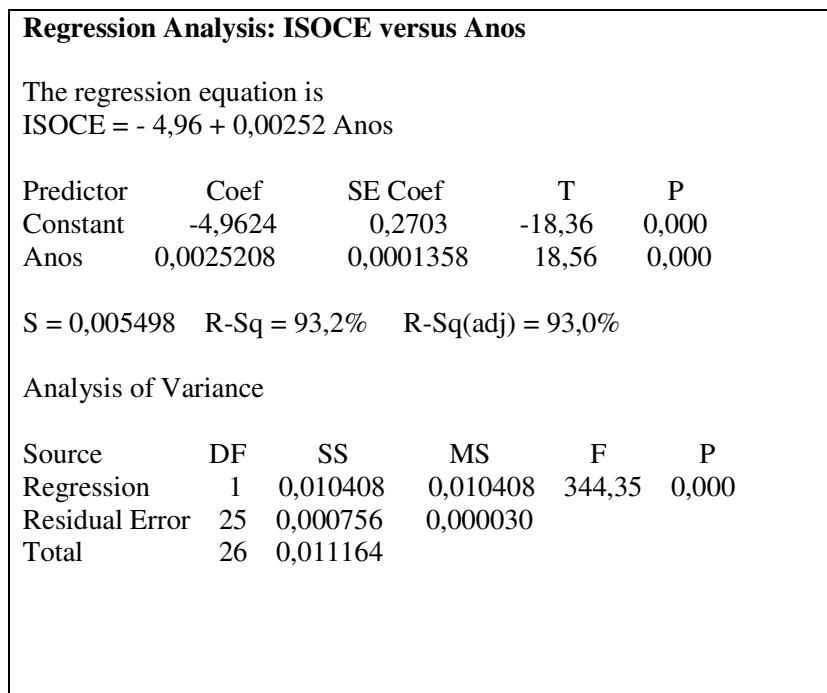 Regression Analysis: ISOCE versus Anos
The regression equation is
ISOCE = - 4,96 + 0,00252 Anos
Predictor Coef SE Coef T P
Constant -4,9624 0,2703 -18,36 0,000
Anos 0,0025208 0,0001358 18,56 0,000
S = 0,005498 R-Sq = 93,2% R-Sq(adj) = 93,0%
Analysis of Variance
Source DF SS MS F P
Regression 1 0,010408 0,010408 344,35 0,000
Residual Error 25 0,000756 0,000030
Total 26 0,011164